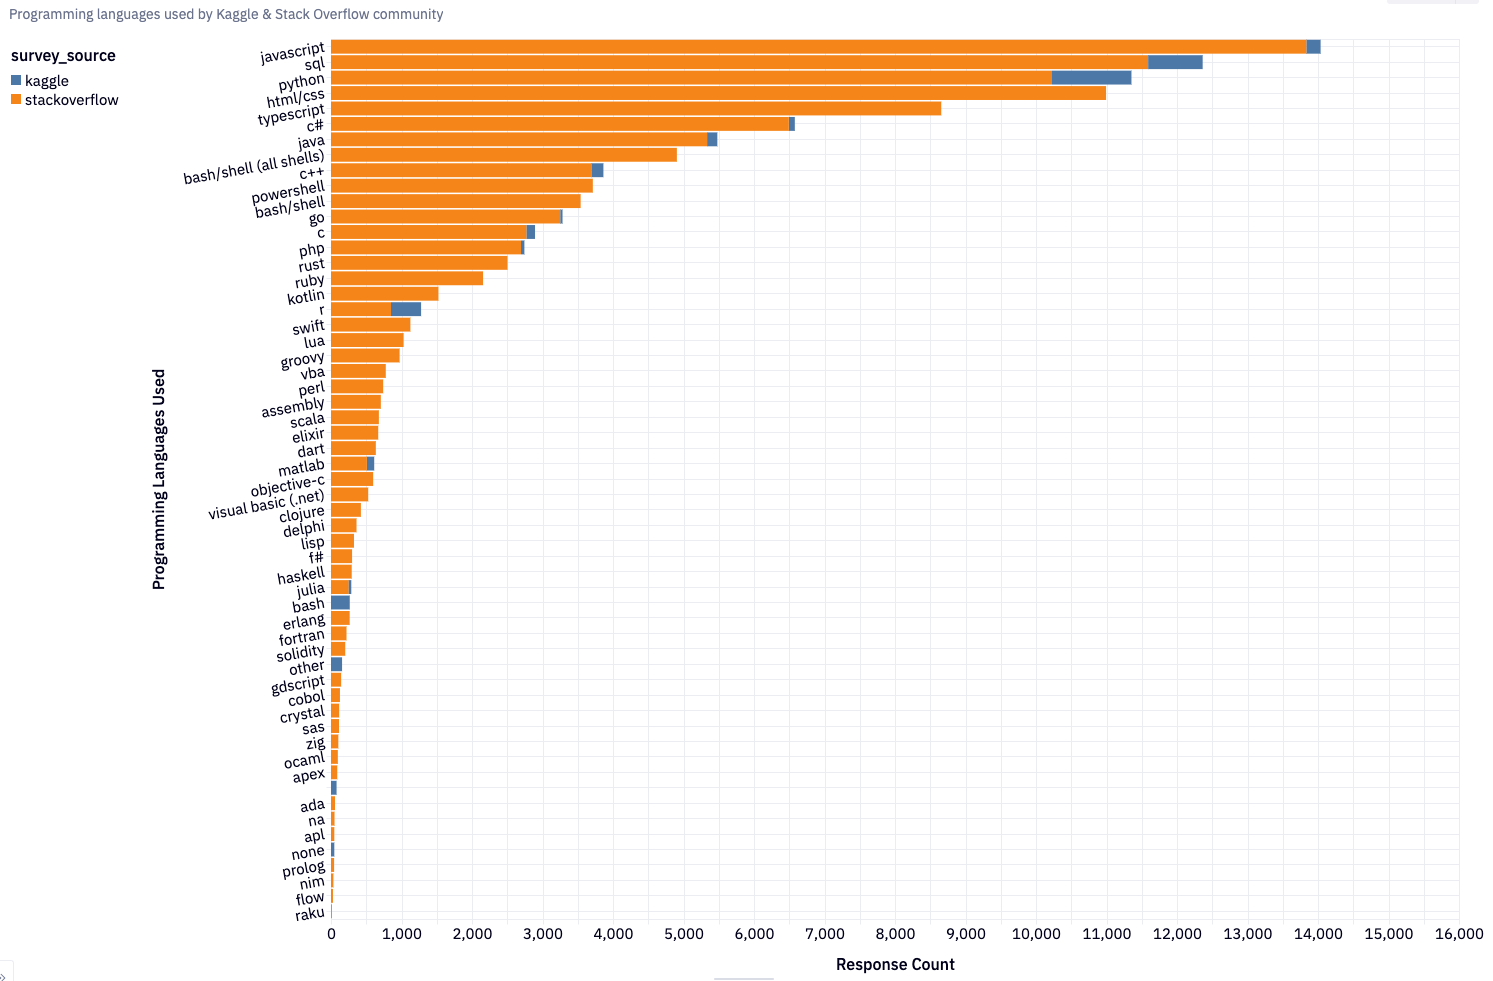 Programming languages used by Kaggle & Stack Overflow community
survey_source
kaggle
stackoverflow
Programming Languages Used
javascript
sql
python
html/css
typescript
c#
java
bash/shell (all shells)
c++
powershell
bash/shell
go
c
php
rust
ruby
kotlin
r
swift
lua
groovy
vba
perl
assembly
scala
elixir
dart
matlab
objective-c
visual basic (.net)
clojure
delphi
lisp
f#
haskell
julia
bash
erlang
fortran
solidity
other
gdscript
cobol
crystal
sas
zig
ocaml
apex
ada
na
apl
none
prolog
nim
flow
raku
0 1,000 2,000 3,000 4,000 5,000 6,000 7,000 8,000 9,000 10,000 11,000 12,000 13,000 14,000 15,000 16,000
Response Count